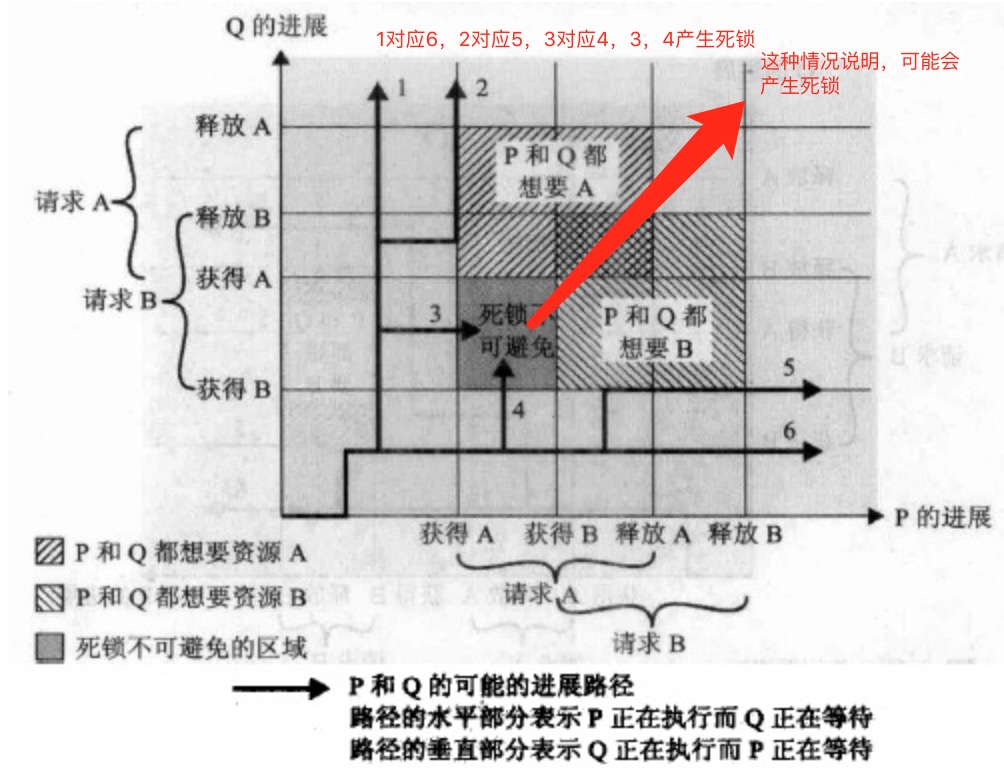 Q 的进展
1对应6，2对应5，3对应4，3，4产生死锁
这种情况说明，可能会
产生死锁
1
2
释放 A
P 和 Q 都
想要 A
请求 A
释放 B
获得 A
请求 B
3
死锁不
可避免
P 和 Q 都
想要 B
获得 B
4
5
6
P 的进展
获得 A 获得 B 释放 A 释放 B
P 和 Q 都想要资源 A
请求 A
P 和 Q 都想要资源 B
请求 B
死锁不可避免的区域
P 和 Q 的可能的进展路径
路径的水平部分表示 P 正在执行而 Q 正在等待
路径的垂直部分表示 Q 正在执行而 P 正在等待